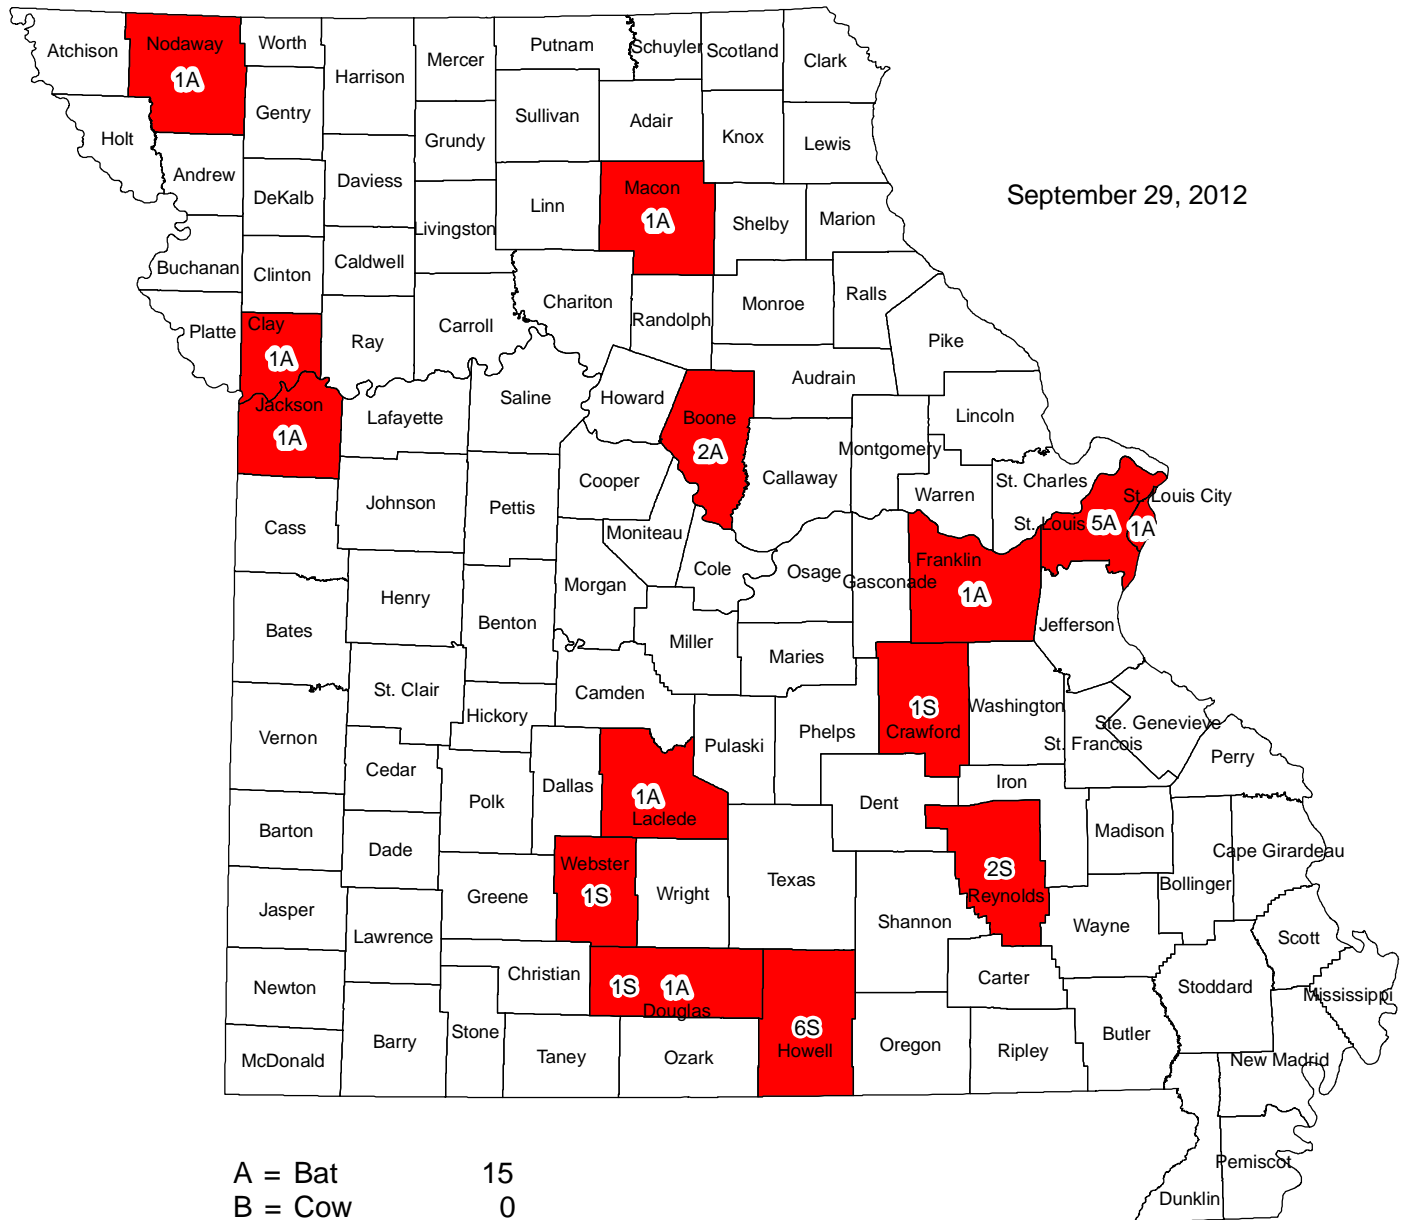 Atchison
Nodaway
1A
Worth
Harrison
Mercer
Putnam
Schuyler
Scotland
Clark
Holt
Gentry
Grundy
Sullivan
Adair
Knox
Lewis
Andrew
DeKalb
Daviess
Livingston
Linn
Macon
1A
Shelby
Marion
September 29, 2012
Buchanan
Clinton
Caldwell
Chariton
Randolph
Monroe
Ralls
Platte
Clay
1A
Ray
Carroll
Pike
Jackson
1A
Lafayette
Saline
Howard
Boone
2A
Audrain
Lincoln
Montgomery
Callaway
Warren
St. Charles
St. Louis City
St. Louis
5A
1A
Cass
Johnson
Pettis
Cooper
Moniteau
Cole
Osage
Gasconade
Franklin
1A
Jefferson
Bates
Henry
Benton
Morgan
Miller
Maries
St. Clair
Hickory
Camden
Pulaski
Phelps
1S
Crawford
Washington
Ste. Genevieve
St. Francois
Perry
Vernon
Cedar
Polk
Dallas
1A
Laclede
Dent
Iron
Madison
Cape Girardeau
Bollinger
Barton
Dade
Greene
Webster
1S
Wright
Texas
Shannon
2S
Reynolds
Wayne
Jasper
Lawrence
Christian
1S
1A
Douglas
6S
Howell
Carter
Scott
Stoddard
Mississippi
Newton
McDonald
Barry
Stone
Taney
Ozark
Oregon
Ripley
Butler
New Madrid
Pemiscot
Dunklin
A = Bat 15
B = Cow 0